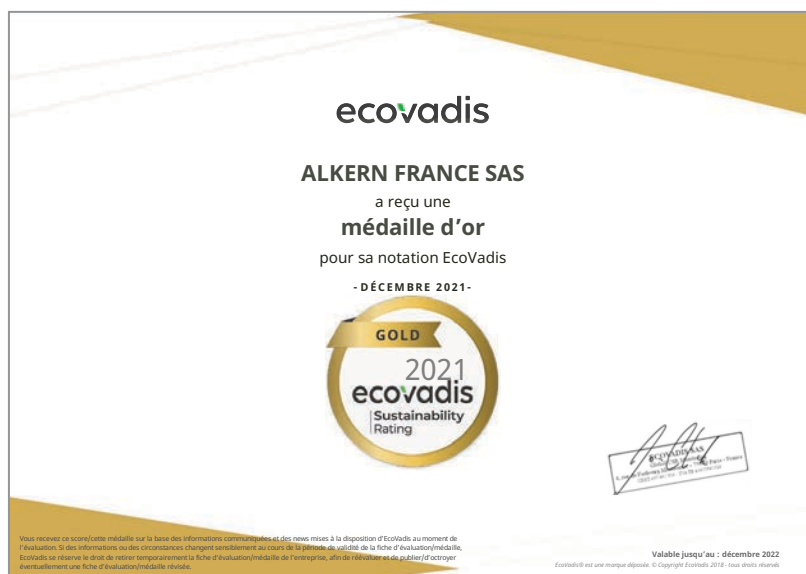 ecovadis
ALKERN FRANCE SAS
a reçu une
médaille d’or
pour sa notation EcoVadis
- DÉCEMBRE 2021-
GOLD
2021
ecovadis
Sustainability
Rating
ECOVADIS SAS
Paris - France
Vous recevez ce score/cette médaille sur la base des informations communiquées et des news mises à la disposition d’EcoVadis au moment de
l’évaluation. Si des informations ou des circonstances changent sensiblement au cours de la période de validité de la fiche d’évaluation/médaille,
EcoVadis se réserve le droit de retirer temporairement la fiche d’évaluation/médaille de l’entreprise, afin de réévaluer et de publier/d’octroyer
éventuellement une fiche d’évaluation/médaille révisée.
Valable jusqu’au : décembre 2022
EcoVadis® est une marque déposée. © Copyright EcoVadis 2018 - tous droits réservés